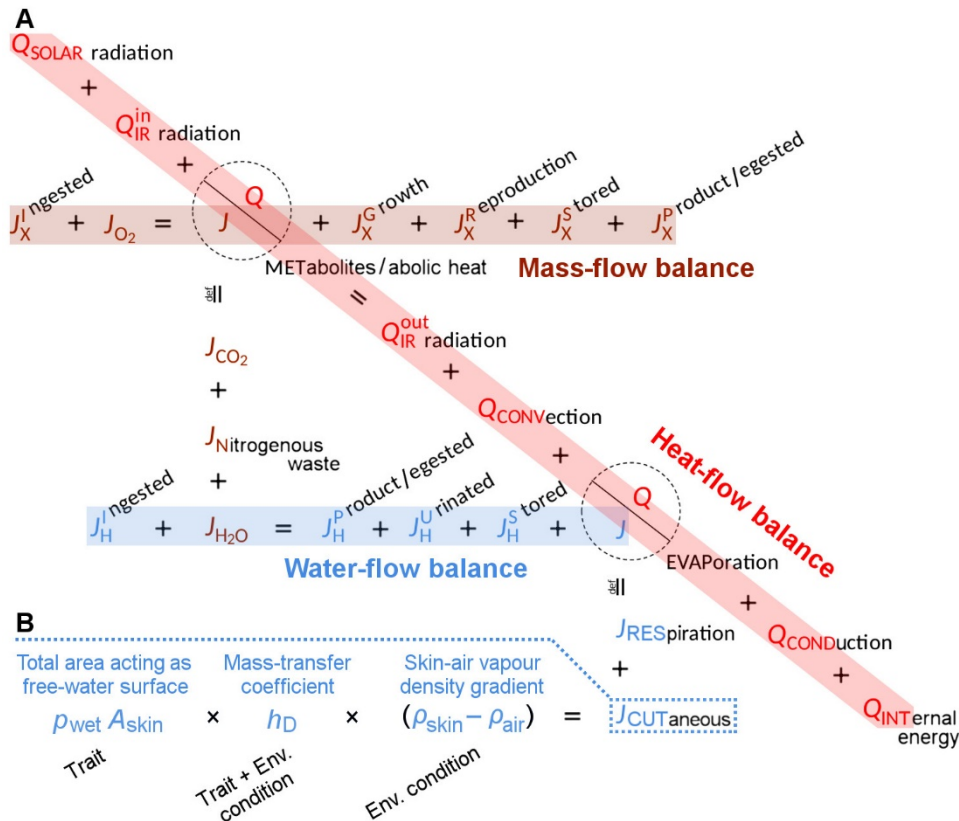 A
Q_SOLAR radiation
+
Q_IR^in radiation
+
Q
J_X^Ingested + J_O2 = J + J_X^Growth + J_X^Reproduction + J_X^Stored + J_X^Product/egested
METabolites/abolic heat
Mass-flow balance
def
=
=
J_CO2
+
J_Nitrogenous
waste
+
Q_IR^out radiation
+
Q_CONVection
+
Heat-flow balance
Q
J_H^Ingested + J_H2O = J_H^Product/egested + J_H^Urinated + J_H^Stored + J
Water-flow balance
EVAPoration
def
=
+
J_RESpiration
Q_CONDuction
+
+
Q_INTernal
energy
B
Total area acting as
free-water surface
Mass-transfer
coefficient
Skin-air vapour
density gradient
p_wet A_skin × h_D × (ρ_skin − ρ_air) = J_CUTaneous
Trait
Trait + Env.
condition
Env. condition